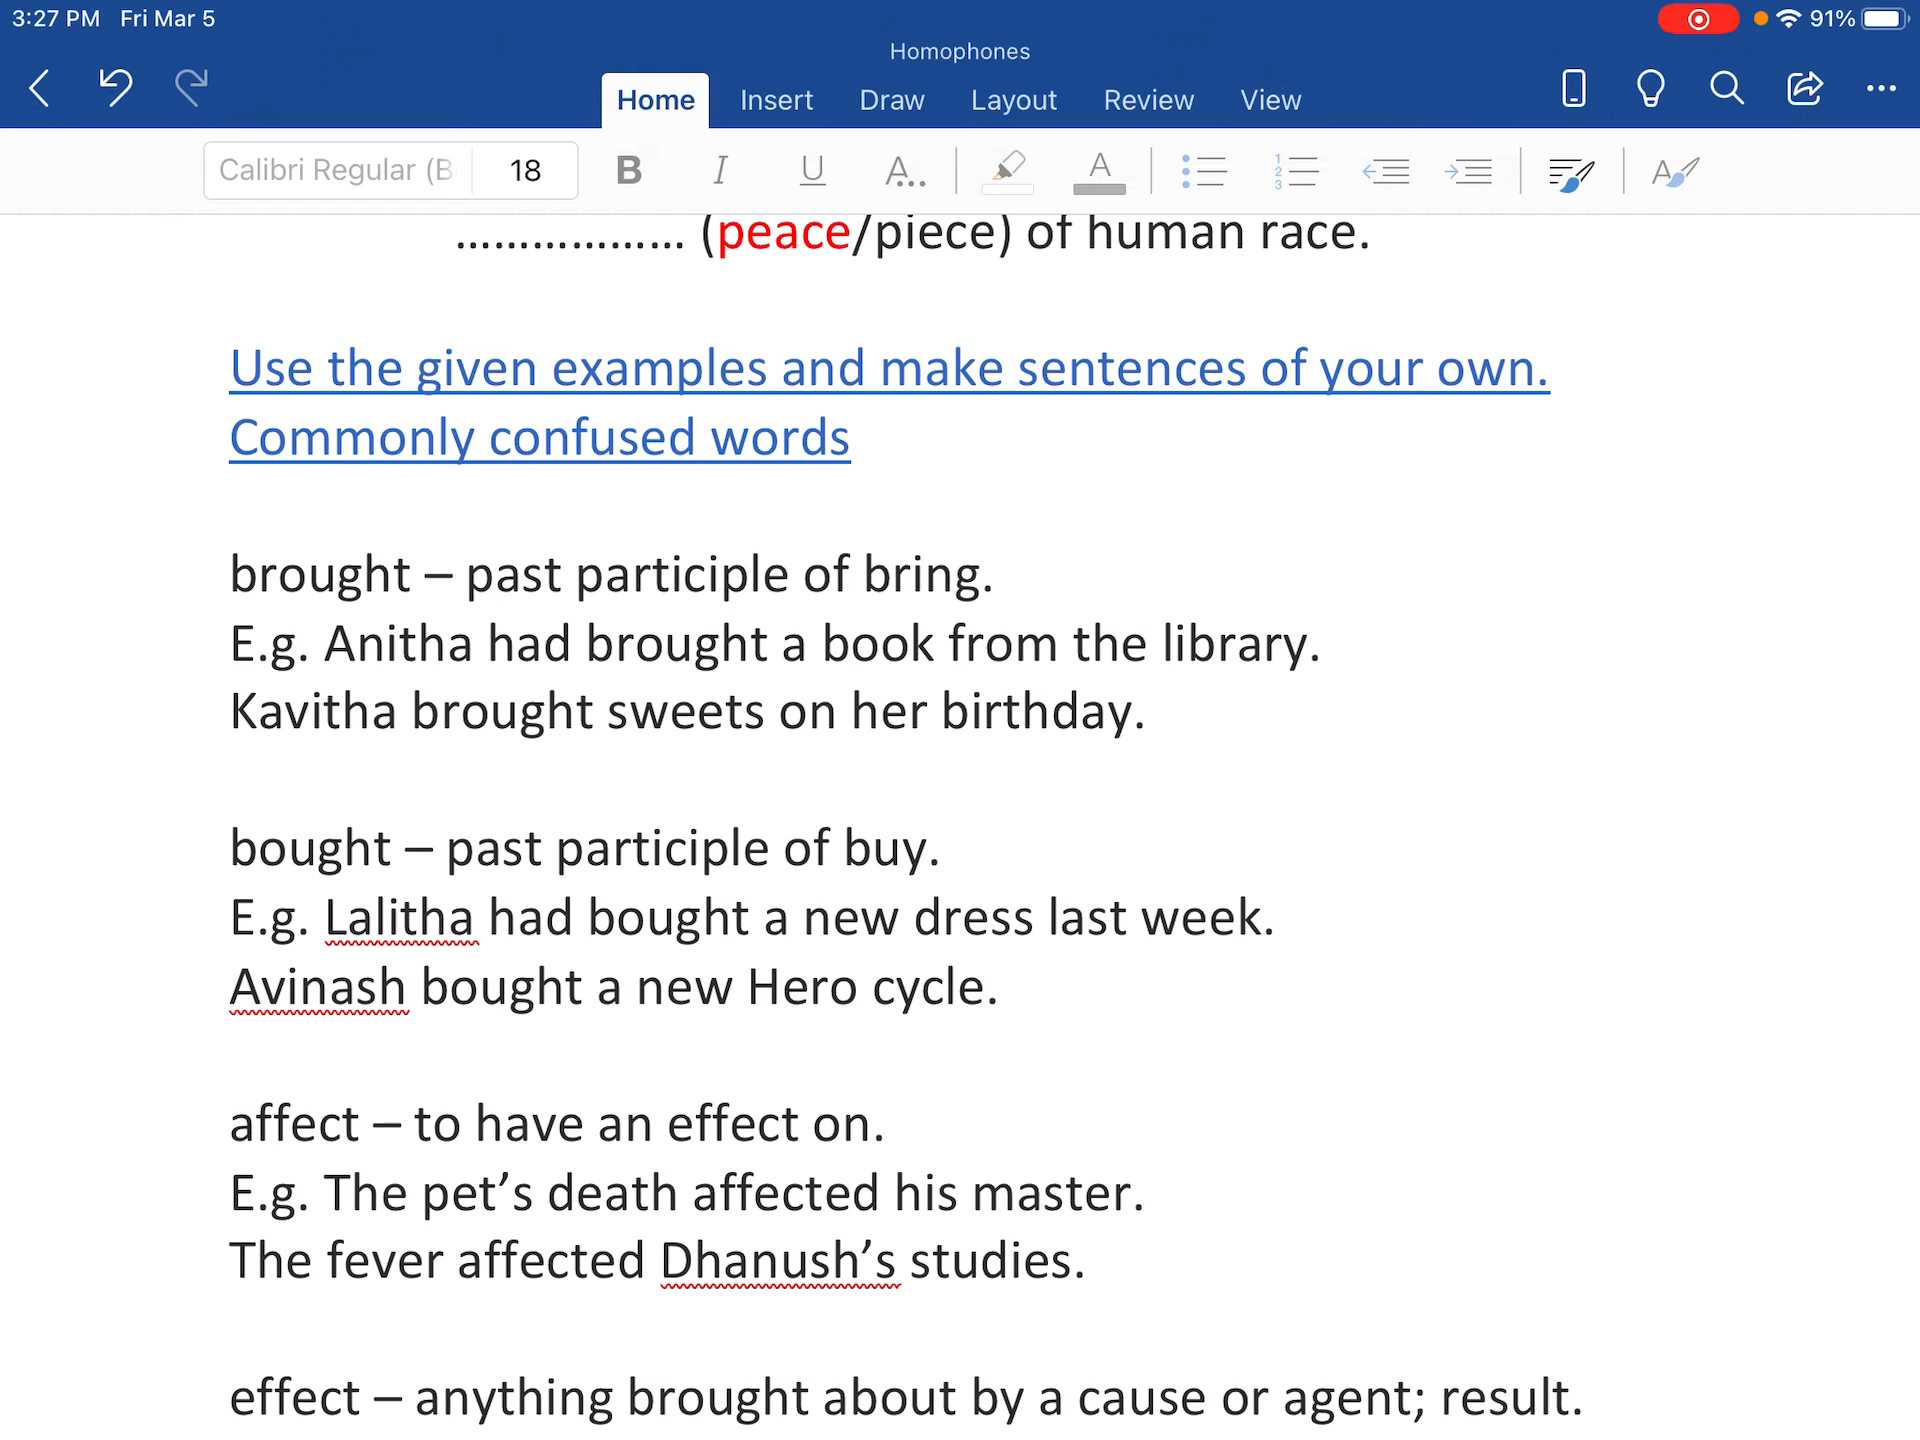 3:27 PM Fri Mar 5
91%
Homophones
Home Insert Draw Layout Review View
Calibri Regular (B 18 B I U A... A
.................. (peace/piece) of human race.
Use the given examples and make sentences of your own.
Commonly confused words
brought – past participle of bring.
E.g. Anitha had brought a book from the library.
Kavitha brought sweets on her birthday.
bought – past participle of buy.
E.g. Lalitha had bought a new dress last week.
Avinash bought a new Hero cycle.
affect – to have an effect on.
E.g. The pet’s death affected his master.
The fever affected Dhanush’s studies.
effect – anything brought about by a cause or agent; result.